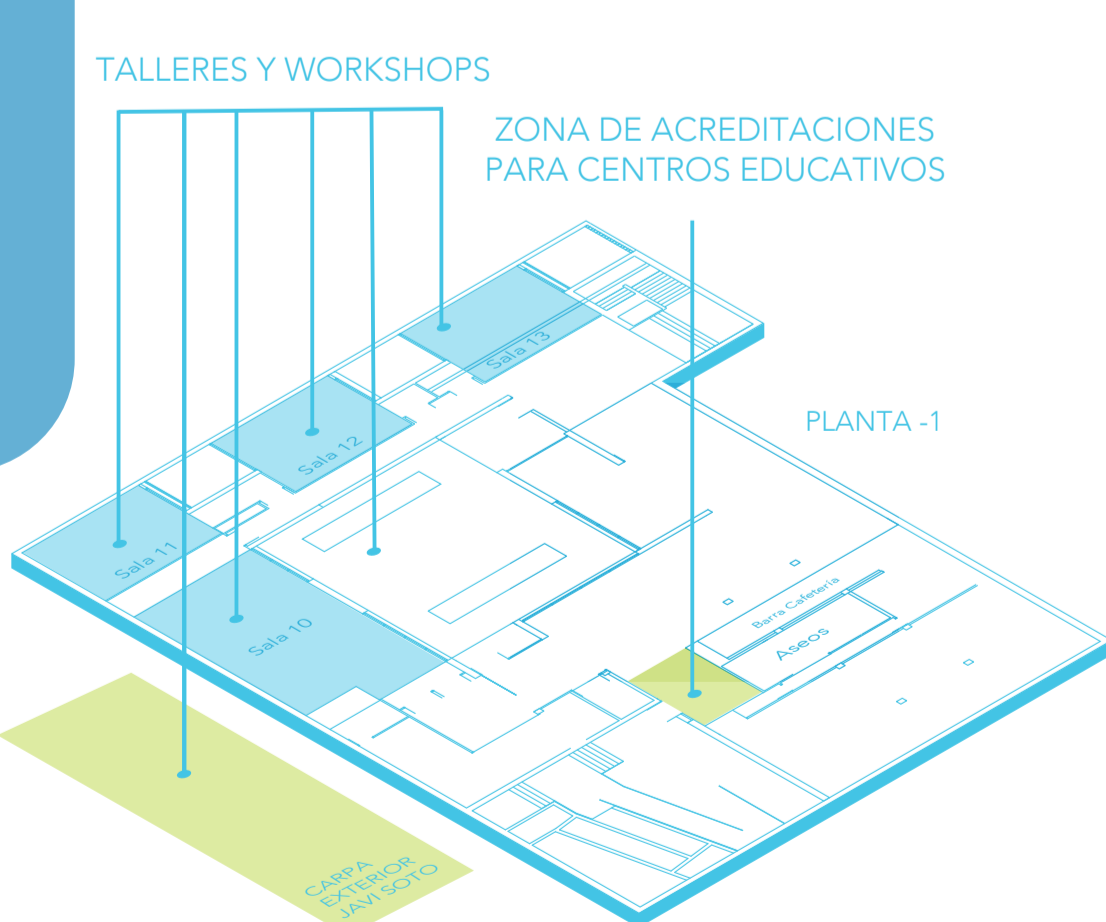 TALLERES Y WORKSHOPS
ZONA DE ACREDITACIONES
PARA CENTROS EDUCATIVOS
Sala 13
PLANTA -1
Sala 12
Sala 11
Sala 10
Barra Cafetería
Aseos
CARPA
EXTERIOR
JAVI SOTO